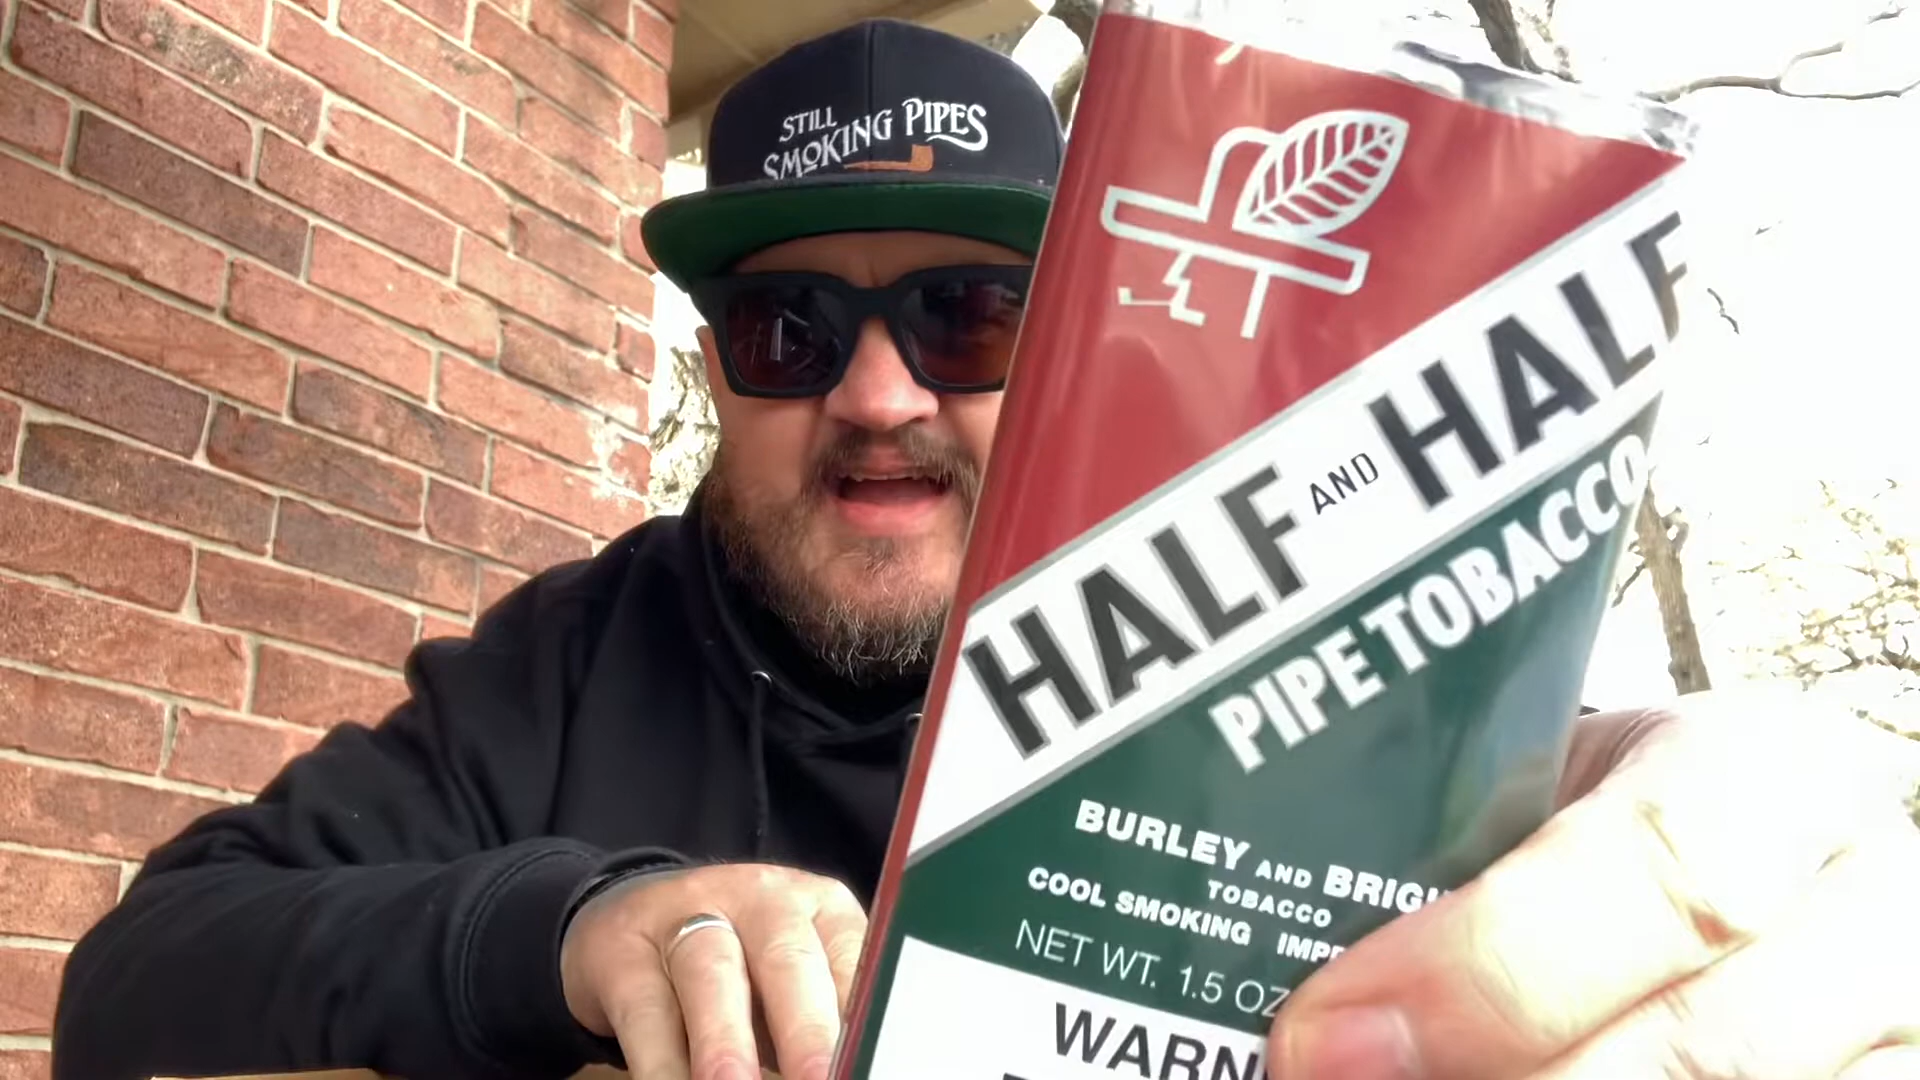 STILL
SMOKING PIPES
HALF AND HALF
PIPE TOBACCO
BURLEY AND
TOBACCO
COOL SMOKING
NET WT. 1.5 OZ